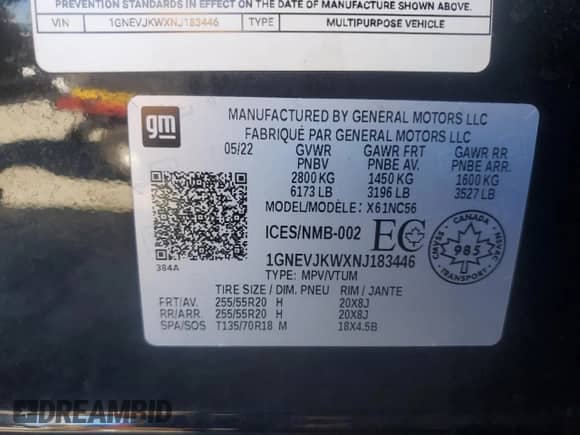 PREVENTION STANDARDS IN EFFECT ON THE DATE OF MANUFACTURE SHOWN ABOVE.
VIN 1GNEVJKWXNJ183446 TYPE MULTIPURPOSE VEHICLE
gm
MANUFACTURED BY GENERAL MOTORS LLC
FABRIQUÉ PAR GENERAL MOTORS LLC
05/22 GVWR GAWR FRT GAWR RR
PNBV PNBE AV. PNBE ARR.
2800 KG 1450 KG 1600 KG
6173 LB 3196 LB 3527 LB
MODEL/MODÈLE: X61NC56
ICES/NMB-002 EC
CANADA
985
CMVSS NSVAC
1GNEVJKWXNJ183446
384A
TYPE: MPV/VTUM
TIRE SIZE / DIM. PNEU RIM / JANTE
FRT/AV. 255/55R20 H 20X8J
RR/ARR. 255/55R20 H 20X8J
SPA/SOS T135/70R18 M 18X4.5B
DREAMBID